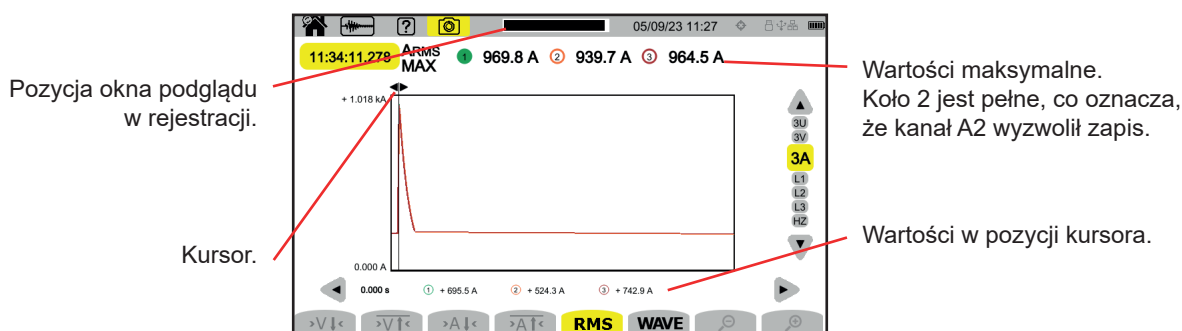 ?
05/09/23 11:27
11:34:11.278 ARMS MAX 1 969.8 A 2 939.7 A 3 964.5 A
Pozycja okna podglądu
w rejestracji.
Wartości maksymalne.
Koło 2 jest pełne, co oznacza,
że kanał A2 wyzwolił zapis.
+ 1.018 kA
3U
3V
3A
L1
L2
L3
HZ
Kursor.
Wartości w pozycji kursora.
0.000 A
0.000 s 1 + 695.5 A 2 + 524.3 A 3 + 742.9 A
>V↓< >V↑< >A↓< >A↑< RMS WAVE